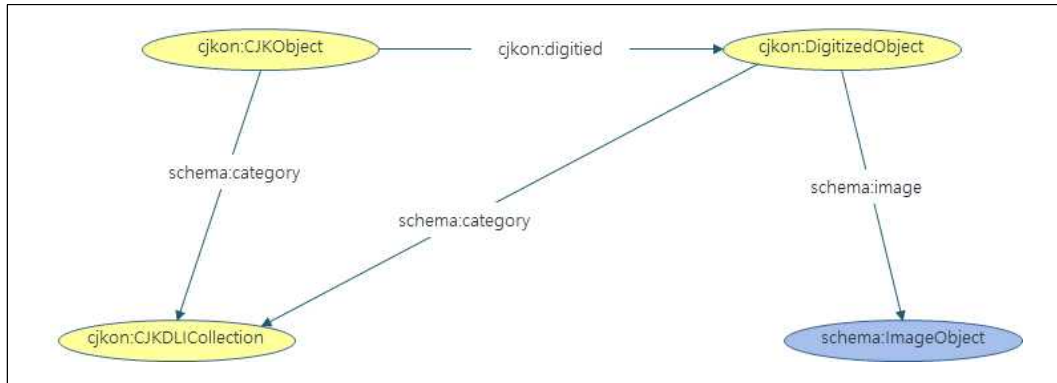 cjkon:CJKObject
cjkon:digitied
cjkon:DigitizedObject
schema:category
schema:image
schema:category
cjkon:CJKDLICollection
schema:ImageObject